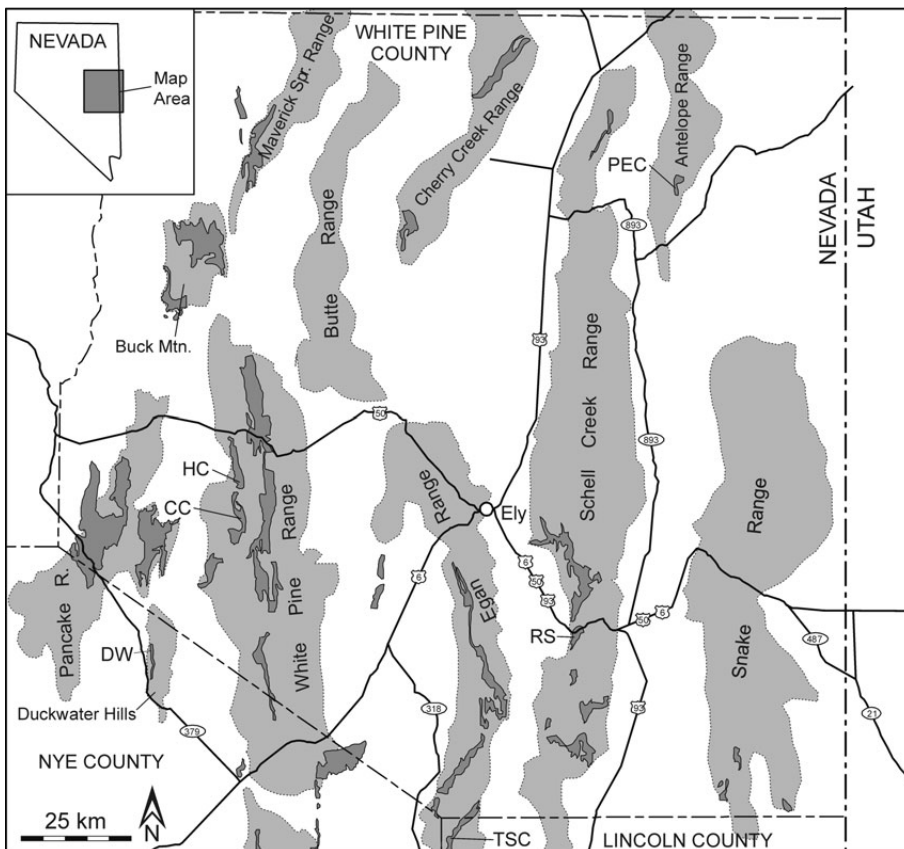 NEVADA
Map
Area
WHITE PINE
COUNTY
Maverick Spr. Range
Cherry Creek Range
Antelope Range
PEC
NEVADA
UTAH
893
Butte Range
Buck Mtn.
93
Schell Creek Range
893
50
HC
CC
Range
Ely
Range
Pancake R.
White Pine Range
6
Egan
6
50
93
RS
50
6
Snake
487
DW
Duckwater Hills
379
318
93
21
NYE COUNTY
25 km
N
TSC
LINCOLN COUNTY